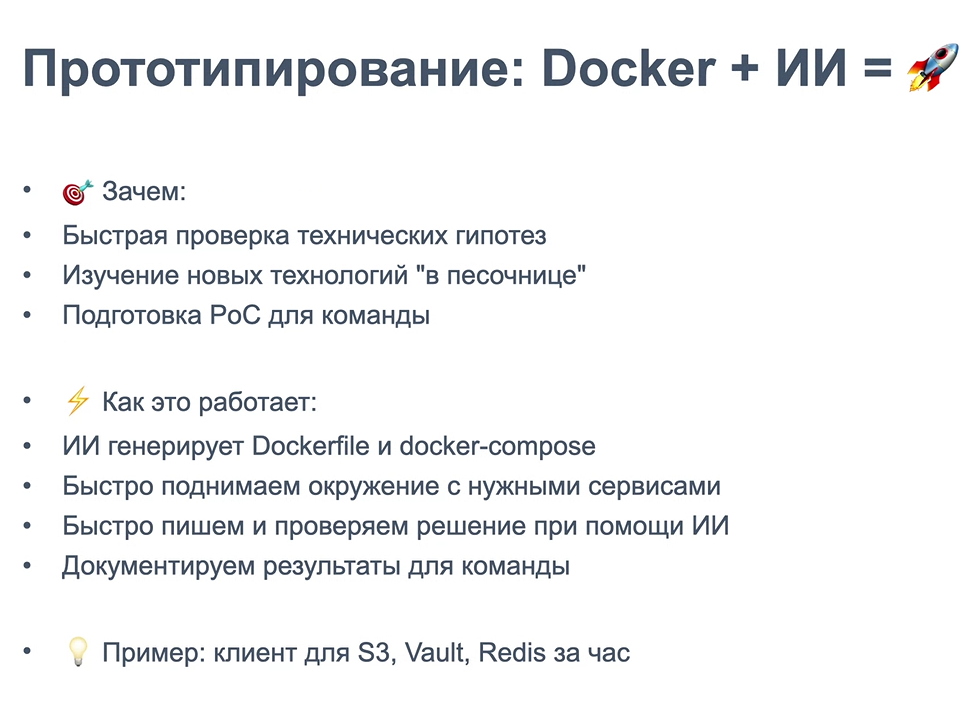 Прототипирование: Docker + ИИ = 🚀
• 🎯 Зачем:
• Быстрая проверка технических гипотез
• Изучение новых технологий "в песочнице"
• Подготовка PoC для команды
• ⚡ Как это работает:
• ИИ генерирует Dockerfile и docker-compose
• Быстро поднимаем окружение с нужными сервисами
• Быстро пишем и проверяем решение при помощи ИИ
• Документируем результаты для команды
• 💡 Пример: клиент для S3, Vault, Redis за час